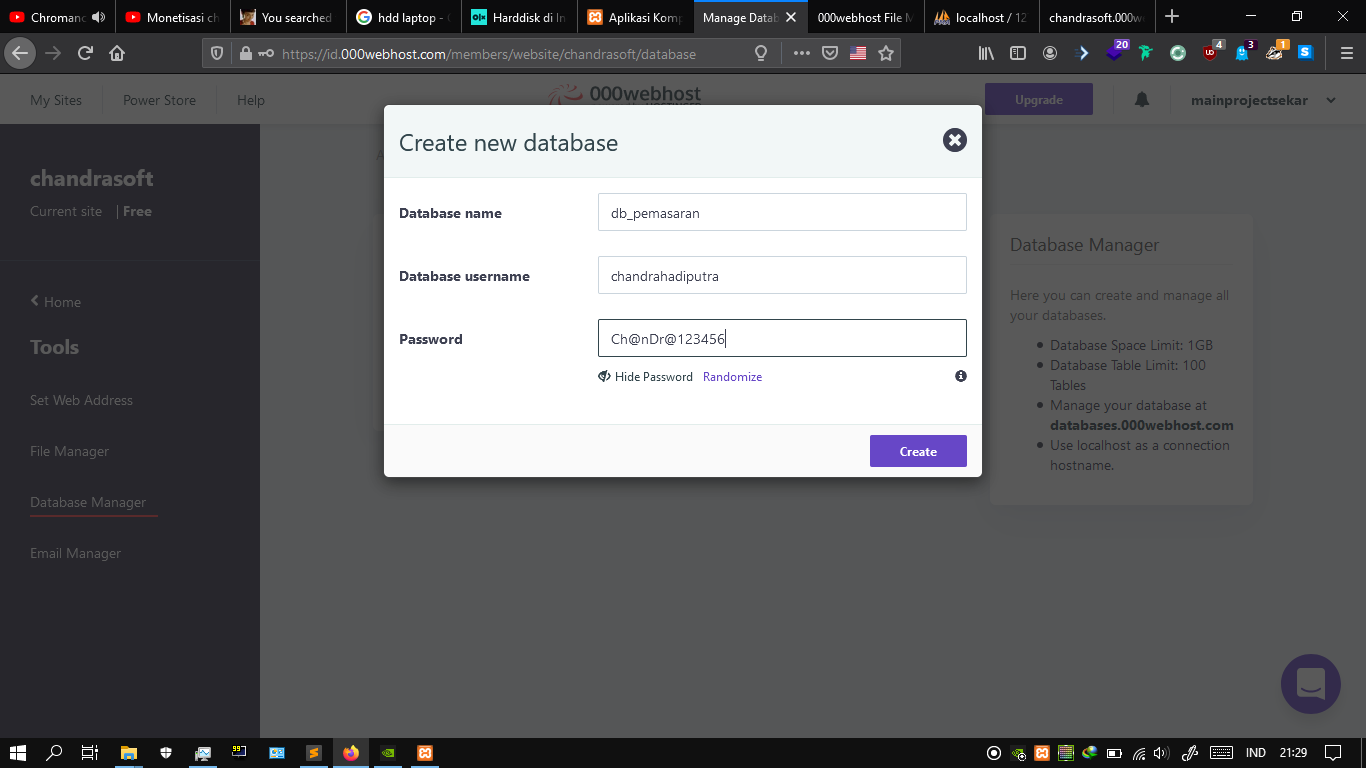 Chromanc
Monetisasi ch
You searched
hdd laptop - G
Harddisk di In
Aplikasi Komp
Manage Datab
000webhost File M
localhost / 12
chandrasoft.000w
https://id.000webhost.com/members/website/chandrasoft/database
20
4
3
1
My Sites
Power Store
Help
000webhost
Upgrade
mainprojectsekar
chandrasoft
Current site | Free
Home
Tools
Set Web Address
File Manager
Database Manager
Email Manager
Create new database
Database name
db_pemasaran
Database username
chandrahadiputra
Password
Ch@nDr@123456
Hide Password
Randomize
Create
Database Manager
Here you can create and manage all
your databases.
Database Space Limit: 1GB
Database Table Limit: 100
Tables
Manage your database at
databases.000webhost.com
Use localhost as a connection
hostname.
99
IND
21:29